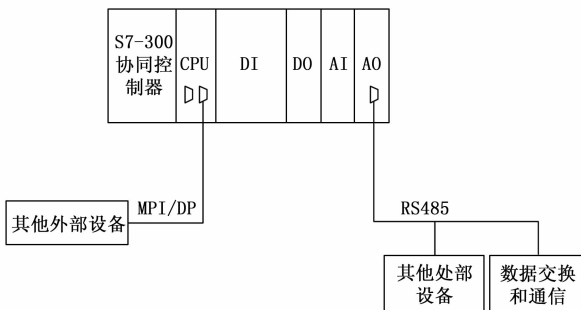 S7-300
协同控
制器
CPU
DI
DO
AI
AO
其他外部设备
MPI/DP
RS485
其他处部
设备
数据交换
和通信